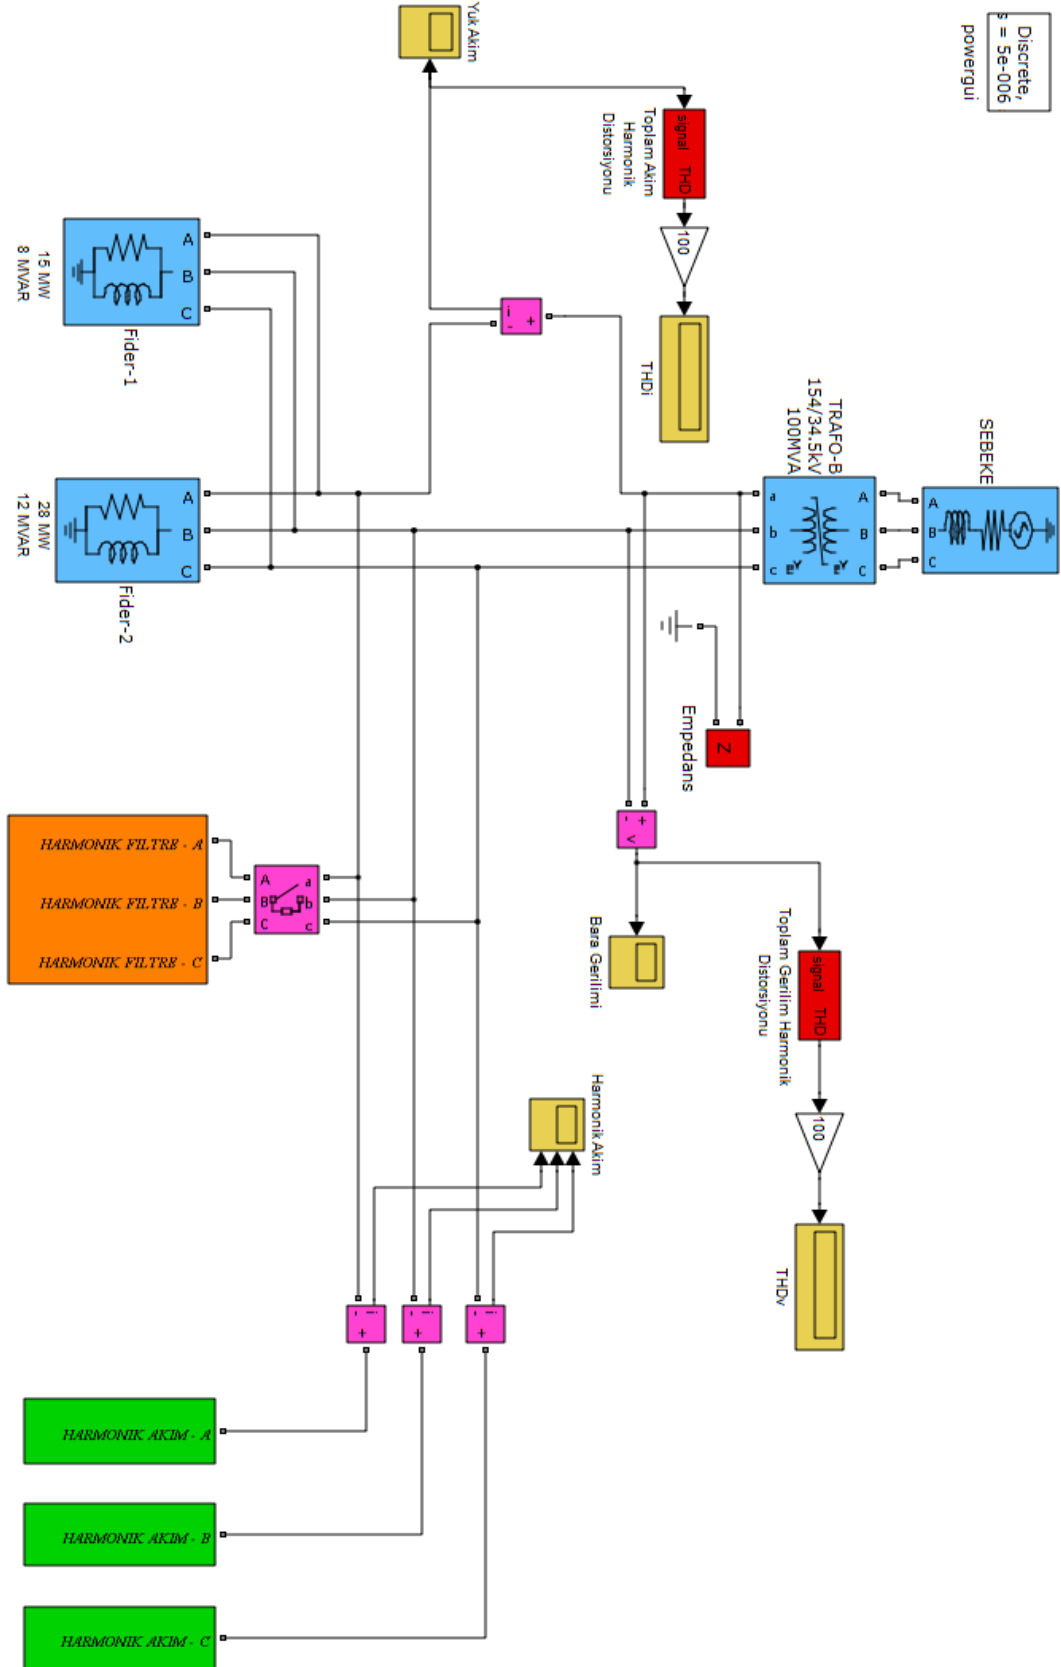 Discrete,
s = 5e-006
powergui
Yuk Akim
signal THD
Toplam Akim
Harmonik
Distorsiyonu
100
THDi
i
+
-
A
B
C
15 MW
8 MVAR
Fider-1
A
B
C
28 MW
12 MVAR
Fider-2
TRAFO-B
154/34.5kV
100MVA
A
B
C
a
b
c
SEBEKE
A
B
C
Z
Empedans
+
-
v
Bara Gerilimi
signal THD
Toplam Gerilim Harmonik
Distorsiyonu
100
THDv
HARMONIK FILTRE - A
HARMONIK FILTRE - B
HARMONIK FILTRE - C
A
B
C
a
b
c
Harmonik Akim
i
+
-
i
+
-
i
+
-
HARMONIK AKIM - A
HARMONIK AKIM - B
HARMONIK AKIM - C